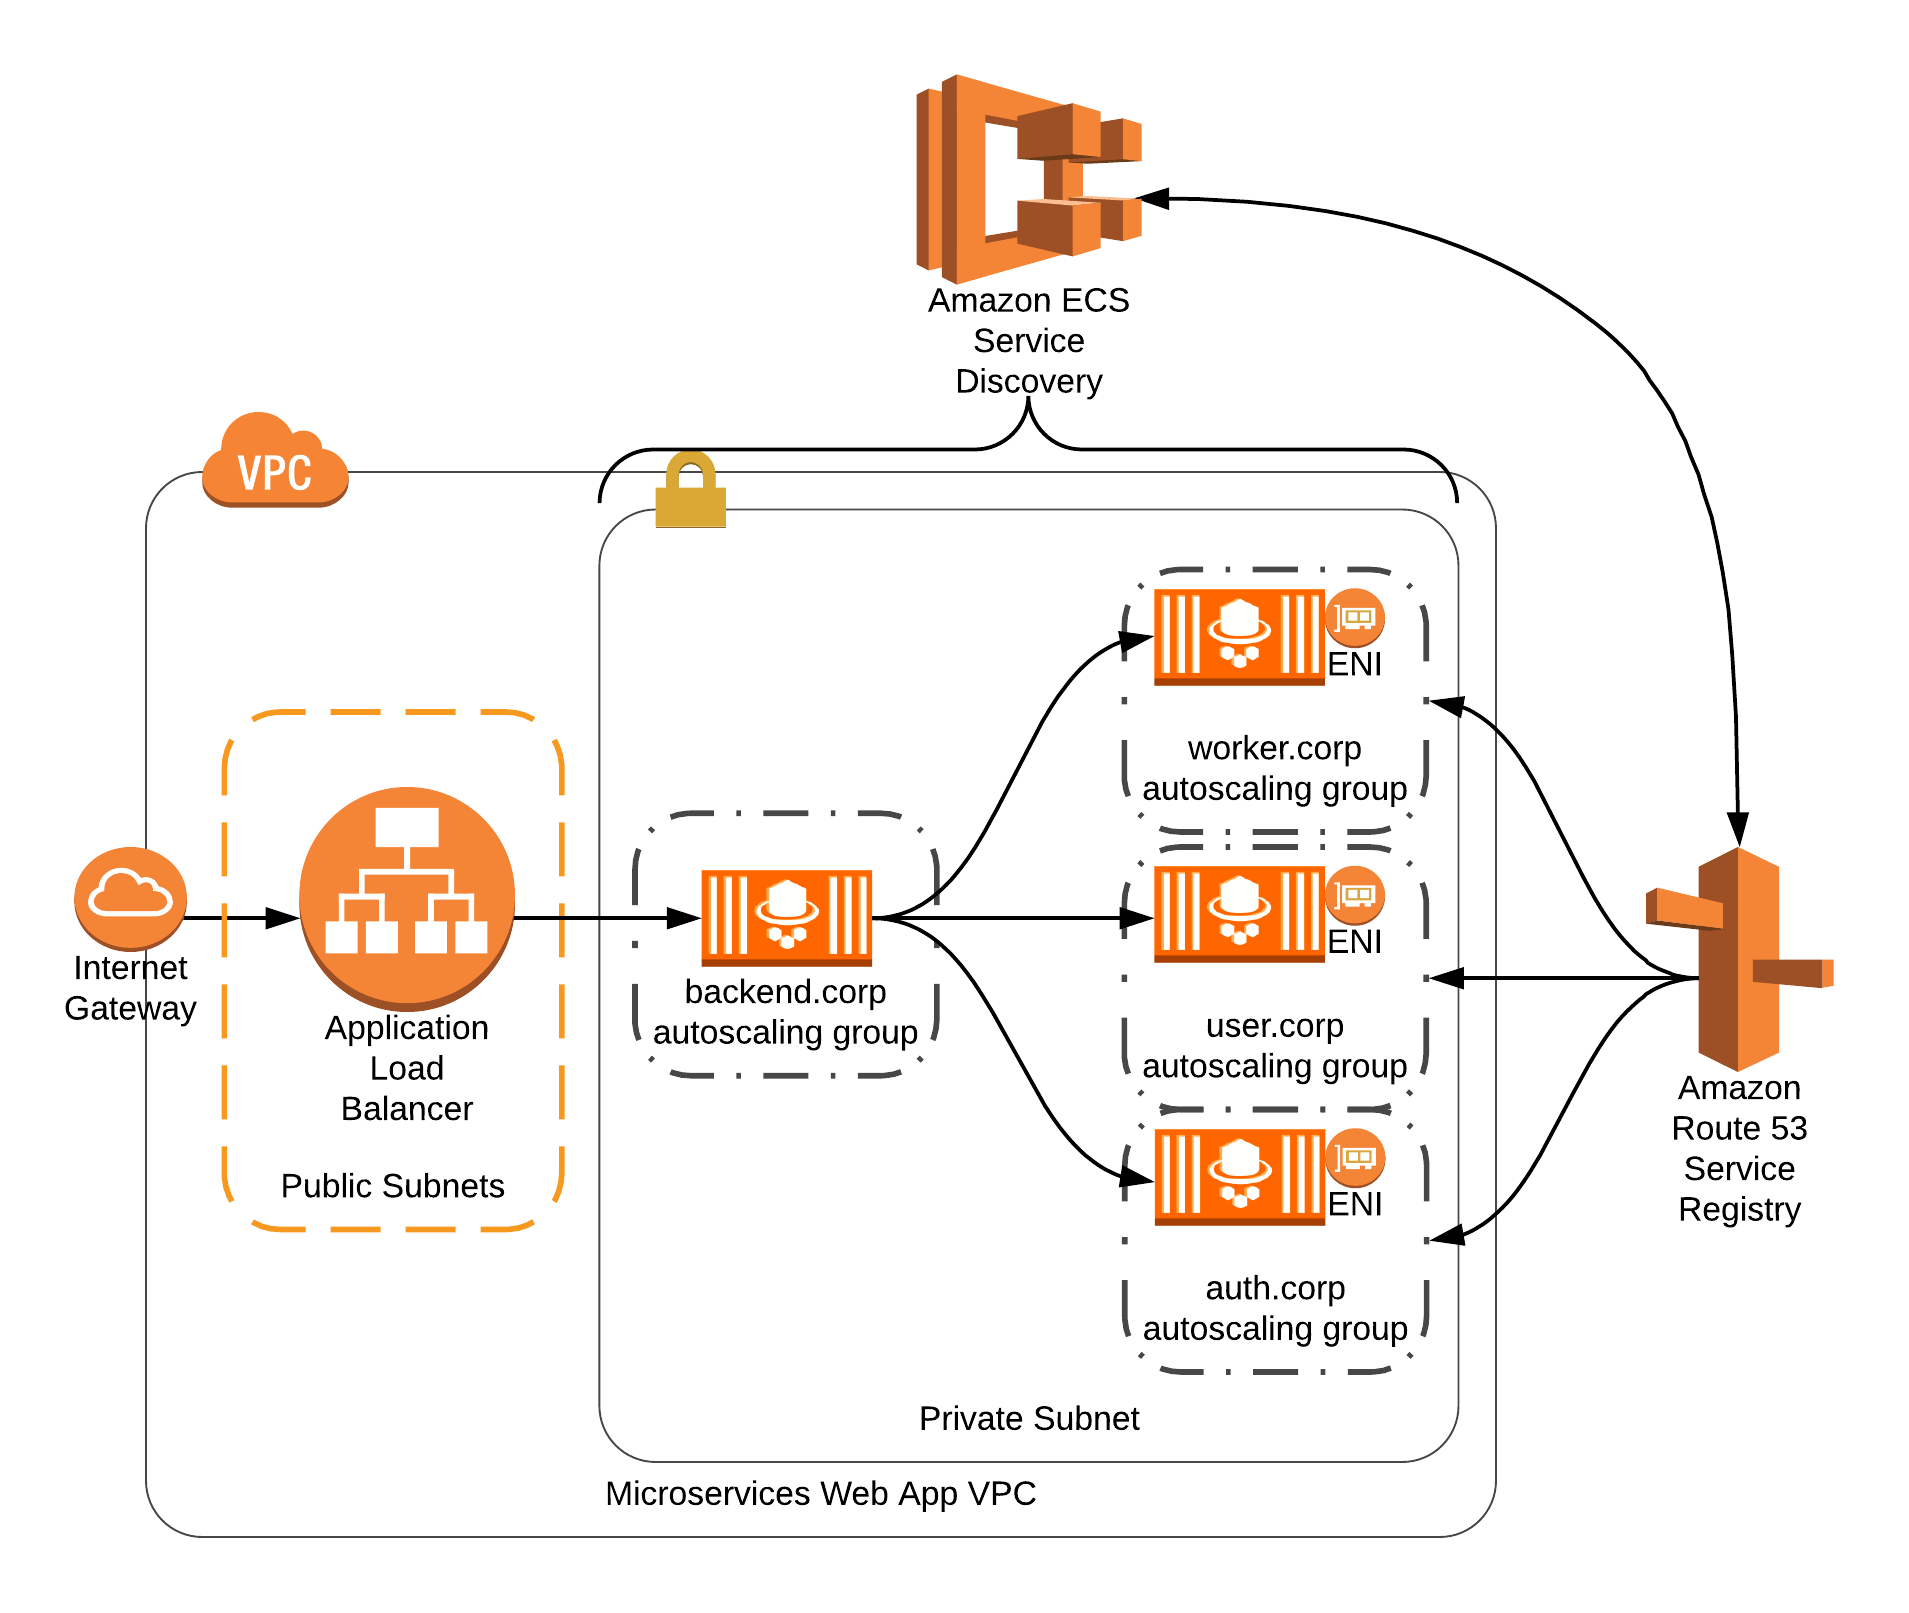 Amazon ECS
Service
Discovery
VPC
ENI
worker.corp
autoscaling group
Internet
Gateway
Application
Load
Balancer
Public Subnets
backend.corp
autoscaling group
ENI
user.corp
autoscaling group
ENI
auth.corp
autoscaling group
Amazon
Route 53
Service
Registry
Private Subnet
Microservices Web App VPC